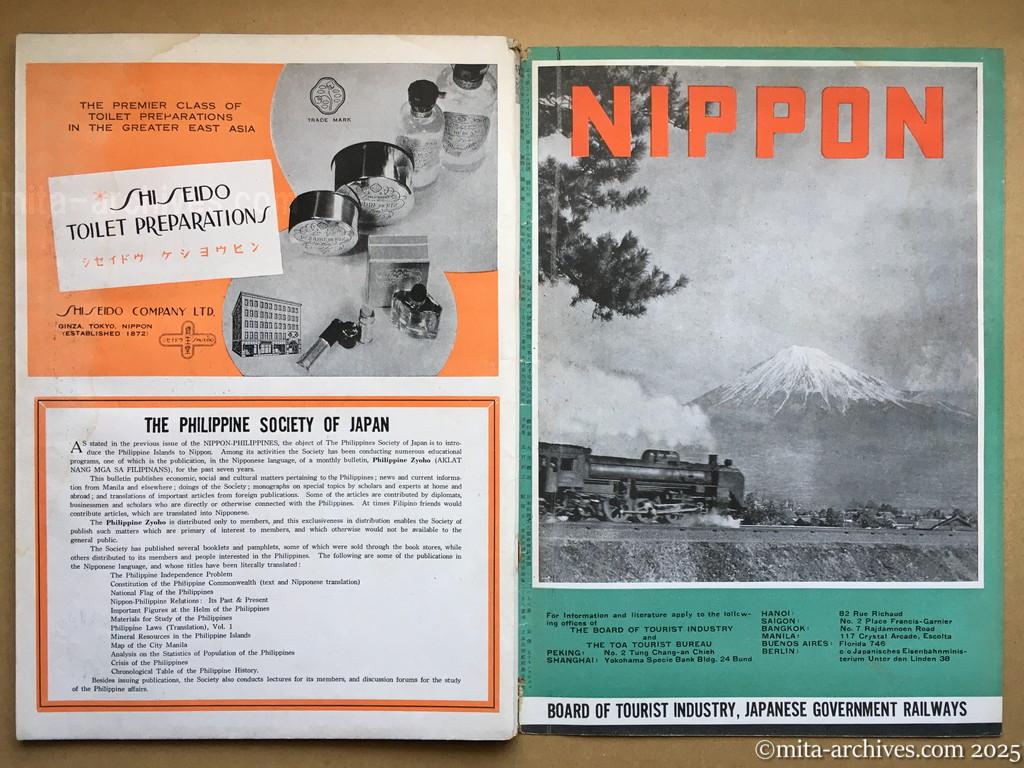 THE PREMIER CLASS OF
TOILET PREPARATIONS
IN THE GREATER EAST ASIA
TRADE MARK
SHISEIDO
TOILET PREPARATIONS
シセイドウ ケシヨウヒン
SHISEIDO COMPANY LTD.
GINZA, TOKYO, NIPPON
(ESTABLISHED 1872)
THE PHILIPPINE SOCIETY OF JAPAN
AS stated in the previous issue of the NIPPON-PHILIPPINES, the object of The Philippines Society of Japan is to intro-
duce the Philippine Islands to Nippon. Among its activities the Society has been conducting numerous educational
programs, one of which is the publication, in the Nipponese language, of a monthly bulletin, Philippine Zyoho (AKLAT
NANG MGA SA FILIPINANS), for the past seven years.
This bulletin publishes economic, social and cultural matters pertaining to the Philippines; news and current informa-
tion from Manila and elsewhere; doings of the Society; monographs on special topics by scholars and experts at home and
abroad; and translations of important articles from foreign publications. Some of the articles are contributed by diplomats,
businessmen and scholars who are directly or otherwise connected with the Philippines. At times Filipino friends would
contribute articles, which are translated into Nipponese.
The Philippine Zyoho is distributed only to members, and this exclusiveness in distribution enables the Society of
publish such matters which are primary of interest to members, and which otherwise would not be available to the
general public.
The Society has published several booklets and pamphlets, some of which were sold through the book stores, while
others distributed to its members and people interested in the Philippines. The following are some of the publications in
the Nipponese language, and whose titles have been literally translated:
The Philippine Independence Problem
Constitution of the Philippine Commonwealth (text and Nipponese translation)
National Flag of the Philippines
Nippon-Philippine Relations: Its Past & Present
Important Figures at the Helm of the Philippines
Materials for Study of the Philippines
Philippine Laws (Translation), Vol. 1
Mineral Resources in the Philippine Islands
Map of the City Manila
Analysis on the Statistics of Population of the Philippines
Crisis of the Philippines
Chronological Table of the Philippine History.
Besides issuing publications, the Society also conducts lectures for its members, and discussion forums for the study
of the Philippine affairs.
NIPPON
For Information and literature apply to the follow-
ing offices of
THE BOARD OF TOURIST INDUSTRY
and
THE TOA TOURIST BUREAU
PEKING: No. 2 Tung Chang-an Chieh
SHANGHAI: Yokohama Specie Bank Bldg. 24 Bund
HANOI: 82 Rue Richaud
SAIGON: No. 2 Place Francis-Garnier
BANGKOK: No. 7 Rajdamnoen Road
MANILA: 117 Crystal Arcade, Escolta
BUENOS AIRES: Florida 746
BERLIN: c o Japanisches Eisenbahnminis-
terium Unter den Linden 38
BOARD OF TOURIST INDUSTRY, JAPANESE GOVERNMENT RAILWAYS
mita-archives.com
©mita-archives.com 2025